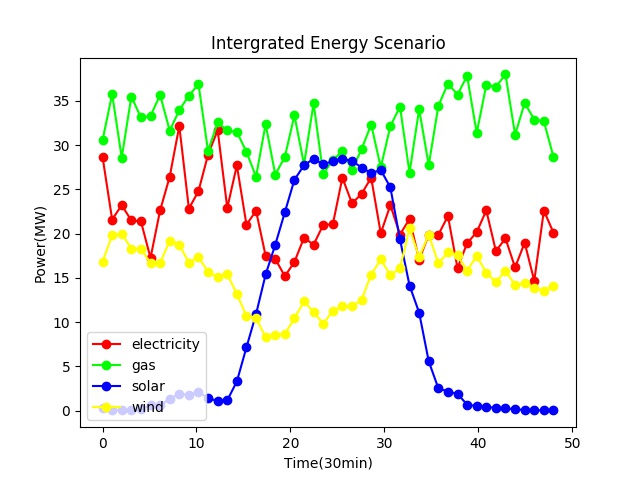 Intergrated Energy Scenario
Power(MW)
35
30
25
20
15
10
5
0
electricity
gas
solar
wind
0 10 20 30 40 50
Time(30min)